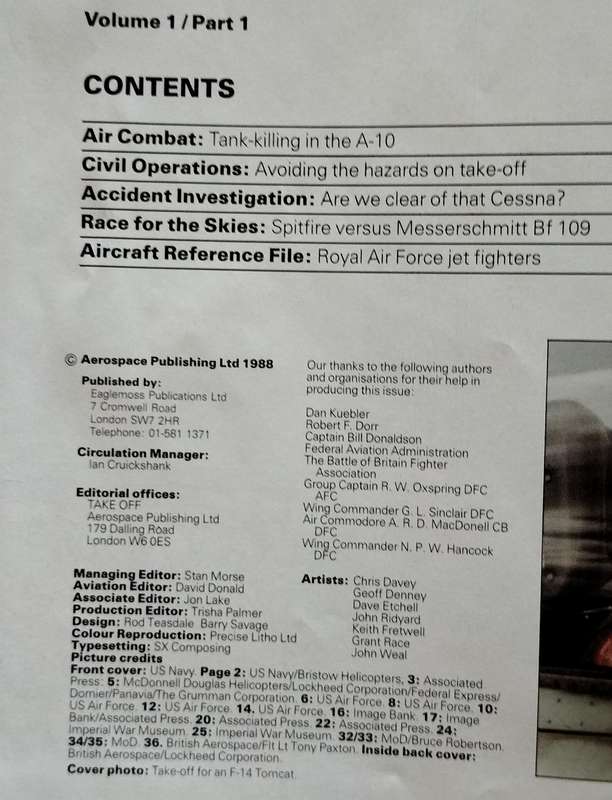 Volume 1 / Part 1
CONTENTS
Air Combat: Tank-killing in the A-10
Civil Operations: Avoiding the hazards on take-off
Accident Investigation: Are we clear of that Cessna?
Race for the Skies: Spitfire versus Messerschmitt Bf 109
Aircraft Reference File: Royal Air Force jet fighters
© Aerospace Publishing Ltd 1988
Published by:
Eaglemoss Publications Ltd
7 Cromwell Road
London SW7 2HR
Telephone: 01-581 1371
Circulation Manager:
Ian Cruickshank
Editorial offices:
TAKE OFF
Aerospace Publishing Ltd
179 Dalling Road
London W6 0ES
Managing Editor: Stan Morse
Aviation Editor: David Donald
Associate Editor: Jon Lake
Production Editor: Trisha Palmer
Design: Rod Teasdale Barry Savage
Colour Reproduction: Precise Litho Ltd
Typesetting: SX Composing
Our thanks to the following authors
and organisations for their help in
producing this issue:
Dan Kuebler
Robert F. Dorr
Captain Bill Donaldson
Federal Aviation Administration
The Battle of Britain Fighter
Association
Group Captain R. W. Oxspring DFC
AFC
Wing Commander G. L. Sinclair DFC
Air Commodore A. R. D. MacDonell CB
DFC
Wing Commander N. P. W. Hancock
DFC
Artists: Chris Davey
Geoff Denney
Dave Etchell
John Ridyard
Keith Fretwell
Grant Race
John Weal
Picture credits
Front cover: US Navy. Page 2: US Navy/Bristow Helicopters, 3: Associated
Press. 5: McDonnell Douglas Helicopters/Lockheed Corporation/Federal Express/
Dornier/Panavia/The Grumman Corporation. 6: US Air Force. 8: US Air Force. 10:
US Air Force. 12: US Air Force. 14. US Air Force. 16: Image Bank. 17: Image
Bank/Associated Press. 20: Associated Press. 22: Associated Press. 24:
Imperial War Museum. 25: Imperial War Museum. 32/33: MoD/Bruce Robertson.
34/35: MoD. 36. British Aerospace/Flt Lt Tony Paxton. Inside back cover:
British Aerospace/Lockheed Corporation.
Cover photo: Take-off for an F-14 Tomcat.